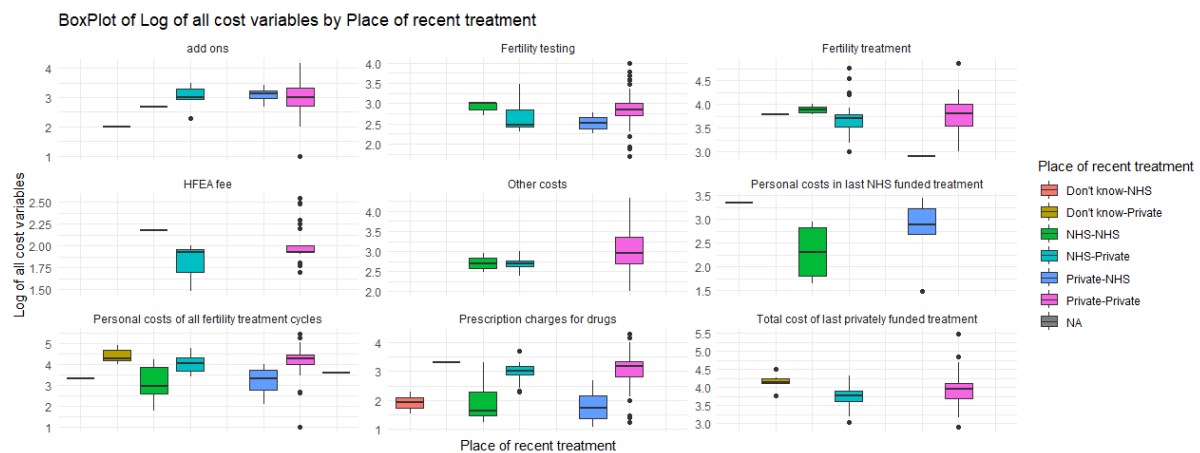 BoxPlot of Log of all cost variables by Place of recent treatment
add ons
Fertility testing
Fertility treatment
4
3
2
1
4.0
3.5
3.0
2.5
2.0
4.5
4.0
3.5
3.0
HFEA fee
Other costs
Personal costs in last NHS funded treatment
2.50
2.25
2.00
1.75
1.50
4.0
3.5
3.0
2.5
2.0
3.5
3.0
2.5
2.0
1.5
Personal costs of all fertility treatment cycles
Prescription charges for drugs
Total cost of last privately funded treatment
5
4
3
2
1
5
4
3
2
1
5.5
5.0
4.5
4.0
3.5
3.0
Log of all cost variables
Place of recent treatment
Place of recent treatment
Don't know-NHS
Don't know-Private
NHS-NHS
NHS-Private
Private-NHS
Private-Private
NA